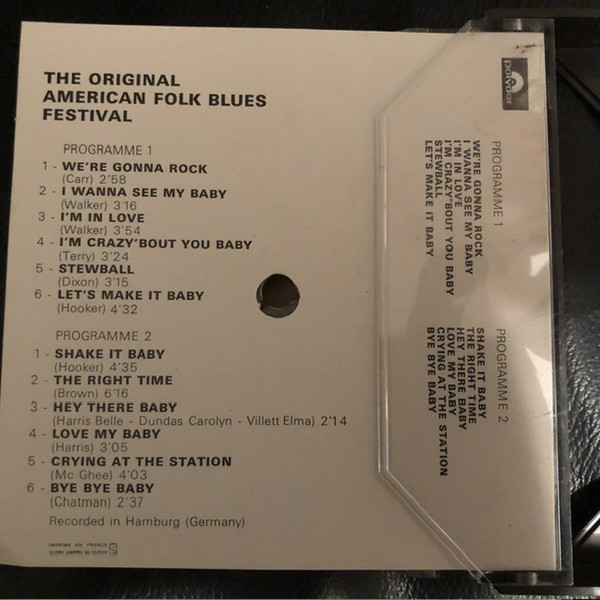 THE ORIGINAL
AMERICAN FOLK BLUES
FESTIVAL
PROGRAMME 1
1 - WE'RE GONNA ROCK
(Carr) 2'58
2 - I WANNA SEE MY BABY
(Walker) 3'16
3 - I'M IN LOVE
(Walker) 3'54
4 - I'M CRAZY'BOUT YOU BABY
(Terry) 3'24
5 - STEWBALL
(Dixon) 3'15
6 - LET'S MAKE IT BABY
(Hooker) 4'32
PROGRAMME 2
1 - SHAKE IT BABY
(Hooker) 4'35
2 - THE RIGHT TIME
(Brown) 6'16
3 - HEY THERE BABY
(Harris Belle - Dundas Carolyn - Villett Elma) 2'14
4 - LOVE MY BABY
(Harris) 3'05
5 - CRYING AT THE STATION
(Mc Ghee) 4'03
6 - BYE BYE BABY
(Chatman) 2'37
Recorded in Hamburg (Germany)
IMPRIME EN FRANCE
polydor
PROGRAMME 1
WE'RE GONNA ROCK
I WANNA SEE MY BABY
I'M IN LOVE
I'M CRAZY'BOUT YOU BABY
STEWBALL
LET'S MAKE IT BABY
PROGRAMME 2
SHAKE IT BABY
THE RIGHT TIME
HEY THERE BABY
LOVE MY BABY
CRYING AT THE STATION
BYE BYE BABY